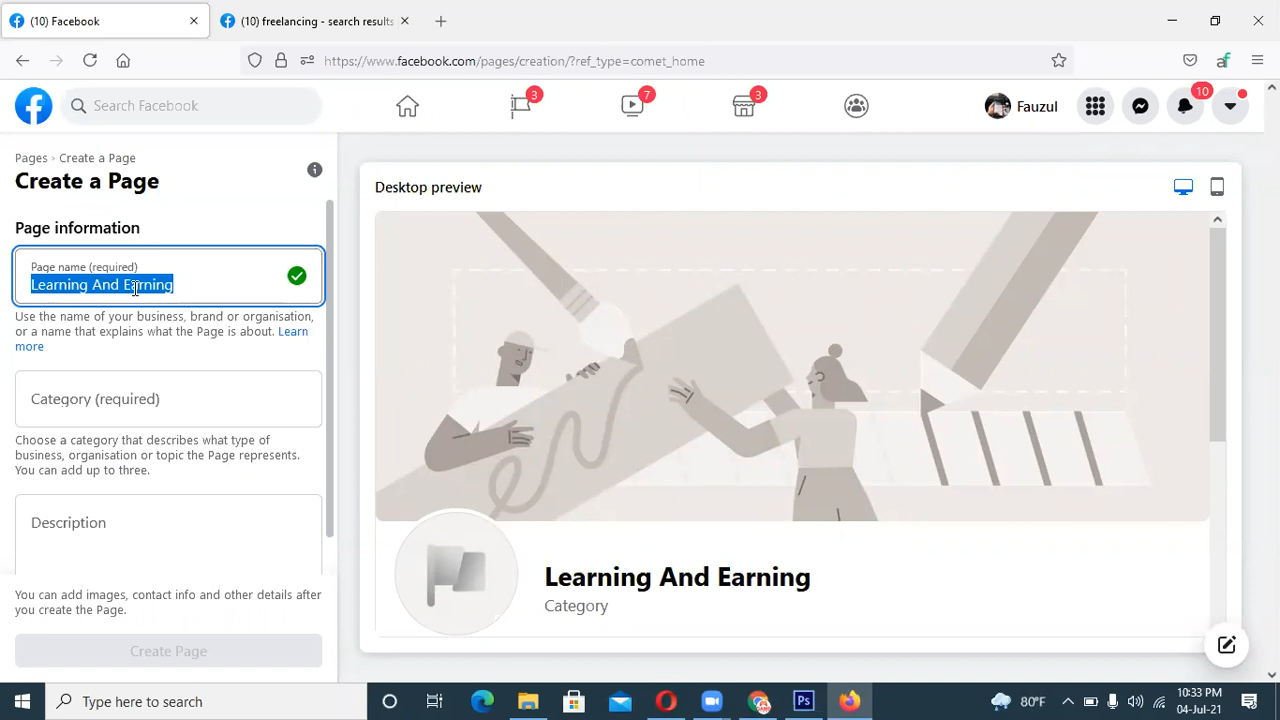 (10) Facebook
(10) freelancing - search results
https://www.facebook.com/pages/creation/?ref_type=comet_home
Search Facebook
3
7
3
Fauzul
10
Pages › Create a Page
Create a Page
Page information
Page name (required)
Learning And Earning
Use the name of your business, brand or organisation,
or a name that explains what the Page is about. Learn
more
Category (required)
Choose a category that describes what type of
business, organisation or topic the Page represents.
You can add up to three.
Description
You can add images, contact info and other details after
you create the Page.
Create Page
Desktop preview
Learning And Earning
Category
Type here to search
Ps
80°F
10:33 PM
04-Jul-21